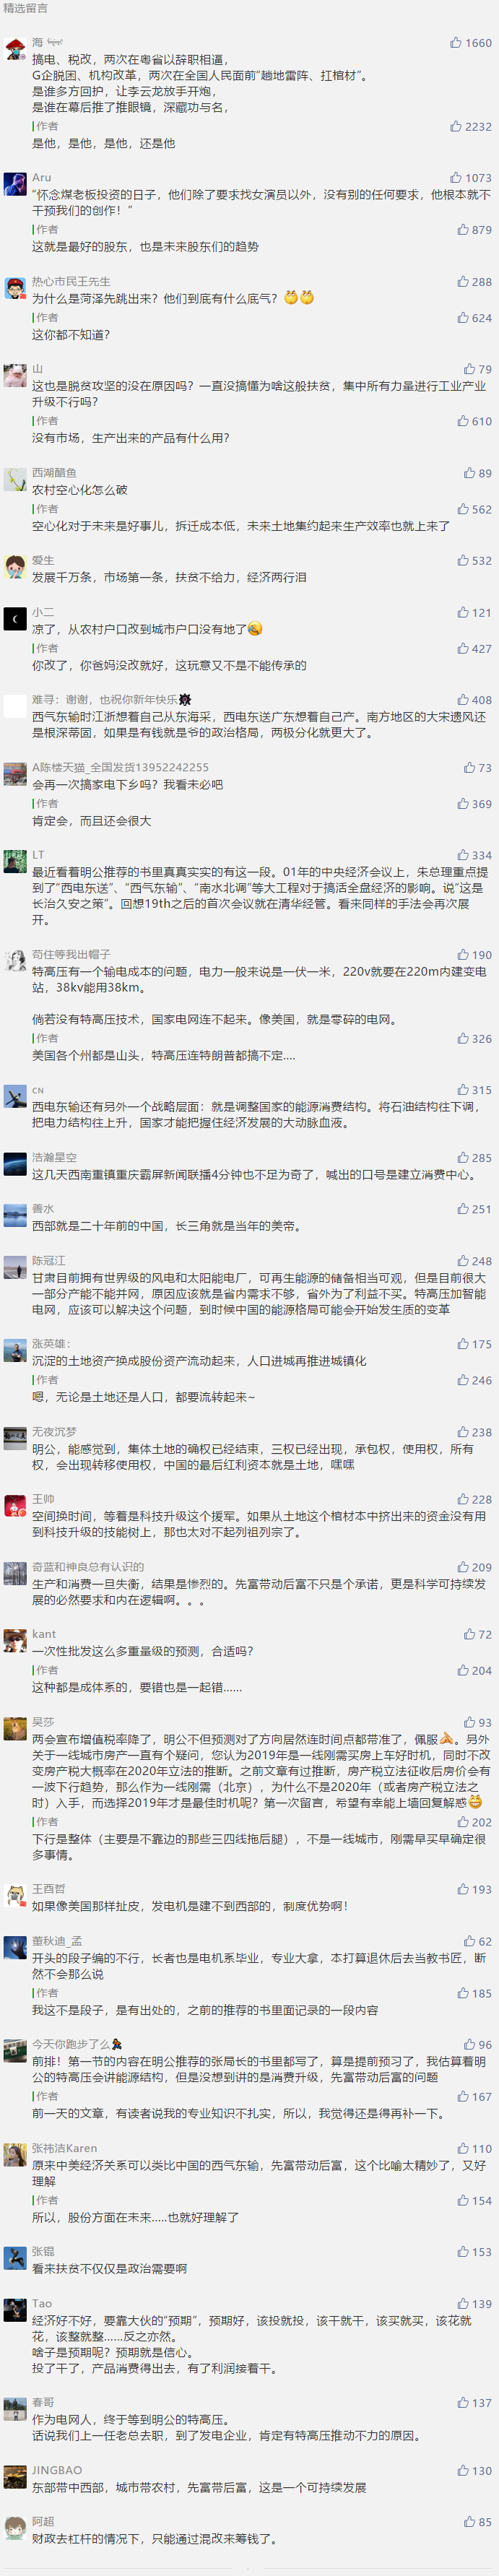 精选留言
海
1660
搞电、税改，两次在粤省以辞职相逼，
G企脱困、机构改革，两次在全国人民面前“趟地雷阵、扛棺材”。
是谁多方回护，让李云龙放手开炮，
是谁在幕后推了推眼镜，深藏功与名，
作者
2232
是他，是他，是他，还是他
Aru
1073
“怀念煤老板投资的日子，他们除了要求找女演员以外，没有别的任何要求，他根本就不
干预我们的创作！”
作者
879
这就是最好的股东，也是未来股东们的趋势
热心市民王先生
288
为什么是菏泽先跳出来？他们到底有什么底气？
作者
624
这你都不知道？
山
79
这也是脱贫攻坚的没在原因吗？一直没搞懂为啥这般扶贫，集中所有力量进行工业产业
升级不行吗？
作者
610
没有市场，生产出来的产品有什么用？
西湖醋鱼
89
农村空心化怎么破
作者
562
空心化对于未来是好事儿，拆迁成本低，未来土地集约起来生产效率也就上来了
爱生
532
发展千万条，市场第一条，扶贫不给力，经济两行泪
小二
121
凉了，从农村户口改到城市户口没有地了
作者
427
你改了，你爸妈没改就好，这玩意又不是不能传承的
难寻：谢谢，也祝你新年快乐
408
西气东输时江浙想着自己从东海采，西电东送广东想着自己产。南方地区的大宋遗风还
是根深蒂固，如果是有钱就是爷的政治格局，两极分化就更大了。
A陈楼天猫_全国发货13952242255
73
会再一次搞家电下乡吗？我看未必吧
作者
369
肯定会，而且还会很大
LT
334
最近看着明公推荐的书里真真实实的有这一段。01年的中央经济会议上，朱总理重点提
到了“西电东送”、“西气东输”、“南水北调”等大工程对于搞活全盘经济的影响。说“这是
长治久安之策”。回想19th之后的首次会议就在清华经管。看来同样的手法会再次展
开。
苟住等我出帽子
190
特高压有一个输电成本的问题，电力一般来说是一伏一米，220v就要在220m内建变电
站，38kv能用38km。
倘若没有特高压技术，国家电网连不起来。像美国，就是零碎的电网。
作者
326
美国各个州都是山头，特高压连特朗普都搞不定....
CN
315
西电东输还有另外一个战略层面：就是调整国家的能源消费结构。将石油结构往下调，
把电力结构往上升，国家才能把握住经济发展的大动脉血液。
浩瀚星空
285
这几天西南重镇重庆霸屏新闻联播4分钟也不足为奇了，喊出的口号是建立消费中心。
善水
251
西部就是二十年前的中国，长三角就是当年的美帝。
陈冠江
248
甘肃目前拥有世界级的风电和太阳能电厂，可再生能源的储备相当可观，但是目前很大
一部分产能不能并网，原因应该就是省内需求不够，省外为了利益不买。特高压加智能
电网，应该可以解决这个问题，到时候中国的能源格局可能会开始发生质的变革
涨英雄：
175
沉淀的土地资产换成股份资产流动起来，人口进城再推进城镇化
作者
246
嗯，无论是土地还是人口，都要流转起来~
无夜沉梦
238
明公，能感觉到，集体土地的确权已经结束，三权已经出现，承包权，使用权，所有
权，会出现转移使用权，中国的最后红利资本就是土地，嘿嘿
王帅
228
空间换时间，等着是科技升级这个援军。如果从土地这个棺材本中挤出来的资金没有用
到科技升级的技能树上，那也太对不起列祖列宗了。
奇蓝和神良总有认识的
209
生产和消费一旦失衡，结果是惨烈的。先富带动后富不只是个承诺，更是科学可持续发
展的必然要求和内在逻辑啊。。。
kant
72
一次性批发这么多重量级的预测，合适吗？
作者
204
这种都是成体系的，要错也是一起错......
吴莎
93
两会宣布增值税率降了，明公不但预测对了方向居然连时间点都带准了，佩服。另外
关于一线城市房产一直有个疑问，您认为2019年是一线刚需买房上车好时机，同时不改
变房产税大概率在2020年立法的推断。之前文章有过推断，房产税立法征收后房价会有
一波下行趋势，那么作为一线刚需（北京），为什么不是2020年（或者房产税立法之
时）入手，而选择2019年才是最佳时机呢？第一次留言，希望有幸能上墙回复解惑
作者
202
下行是整体（主要是不靠边的那些三四线拖后腿），不是一线城市，刚需早买早确定很
多事情。
王酉哲
193
如果像美国那样扯皮，发电机是建不到西部的，制度优势啊！
董秋迪_孟
62
开头的段子编的不行，长者也是电机系毕业，专业大拿，本打算退休后去当教书匠，断
然不会那么说
作者
185
我这不是段子，是有出处的，之前的推荐的书里面记录的一段内容
今天你跑步了么
96
前排！第一节的内容在明公推荐的张局长的书里都写了，算是提前预习了，我估算着明
公的特高压会讲能源结构，但是没想到讲的是消费升级，先富带动后富的问题
作者
167
前一天的文章，有读者说我的专业知识不扎实，所以，我觉得还是得再补一下。
张祎洁Karen
110
原来中美经济关系可以类比中国的西气东输，先富带动后富，这个比喻太精妙了，又好
理解
作者
154
所以，股份方面在未来.....也就好理解了
张锟
153
看来扶贫不仅仅是政治需要啊
Tao
139
经济好不好，要靠大伙的“预期”，预期好，该投就投，该干就干，该买就买，该花就
花，该整就整......反之亦然。
啥子是预期呢？预期就是信心。
投了干了，产品消费得出去，有了利润接着干。
春哥
137
作为电网人，终于等到明公的特高压。
话说我们上一任老总去职，到了发电企业，肯定有特高压推动不力的原因。
JINGBAO
130
东部带中西部，城市带农村，先富带后富，这是一个可持续发展
阿超
85
财政去杠杆的情况下，只能通过混改来筹钱了。